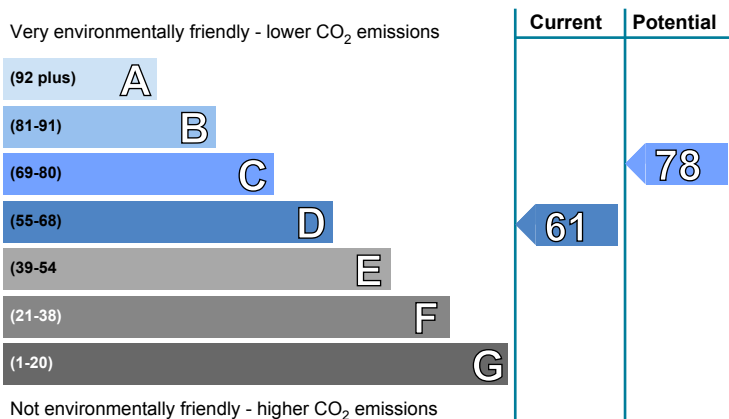 Very environmentally friendly - lower CO2 emissions
Current
Potential
(92 plus) A
(81-91) B
(69-80) C
78
(55-68) D
61
(39-54 E
(21-38) F
(1-20) G
Not environmentally friendly - higher CO2 emissions